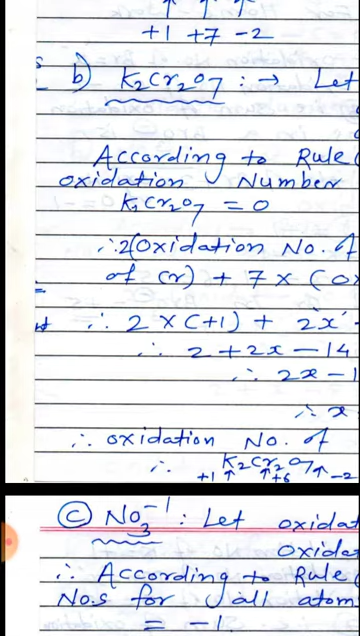 +1 +7 -2
b) K₂Cr₂O₇ : → Let
According to Rule
oxidation Number
K₂Cr₂O₇ = 0
∴ 2(Oxidation No. of
of Cr) + 7 × (Ox
∴ 2 × (+1) + 2x
∴ 2 + 2x - 14
∴ 2x - 1
∴ x
∴ oxidation No. of
∴ K₂Cr₂O₇
+1 +6 -2
(C) NO₃⁻¹ : Let oxidat
Oxida
∴ According to Rule
No.s for all atom
= -1